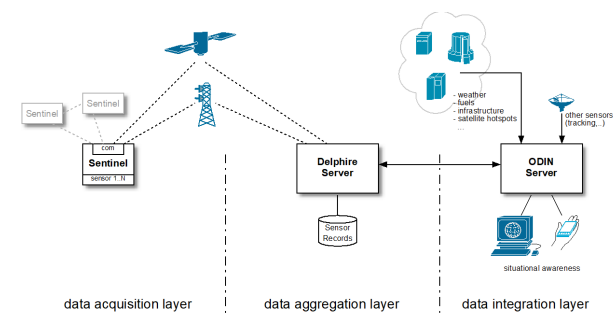 Sentinel
Sentinel
com
Sentinel
sensor 1..N
Delphire
Server
Sensor
Records
- weather
-fuels
- infrastructure
- satellite hotspots
...
other sensors
(tracking,..)
ODIN
Server
situational awareness
data acquisition layer
data aggregation layer
data integration layer